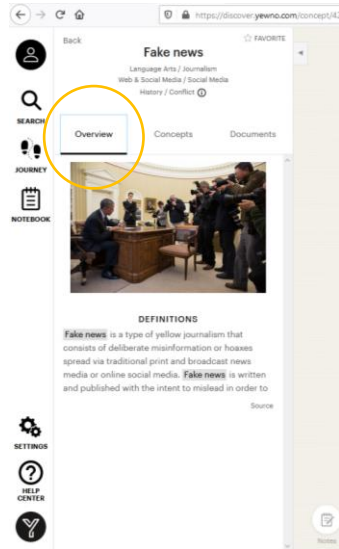 https://discover.yewno.com/concept/42
Back
FAVORITE
Fake news
Language Arts / Journalism
Web & Social Media / Social Media
History / Conflict
SEARCH
JOURNEY
NOTEBOOK
Overview Concepts Documents
DEFINITIONS
Fake news is a type of yellow journalism that
consists of deliberate misinformation or hoaxes
spread via traditional print and broadcast news
media or online social media. Fake news is written
and published with the intent to mislead in order to
Source
SETTINGS
HELP
CENTER
Notes